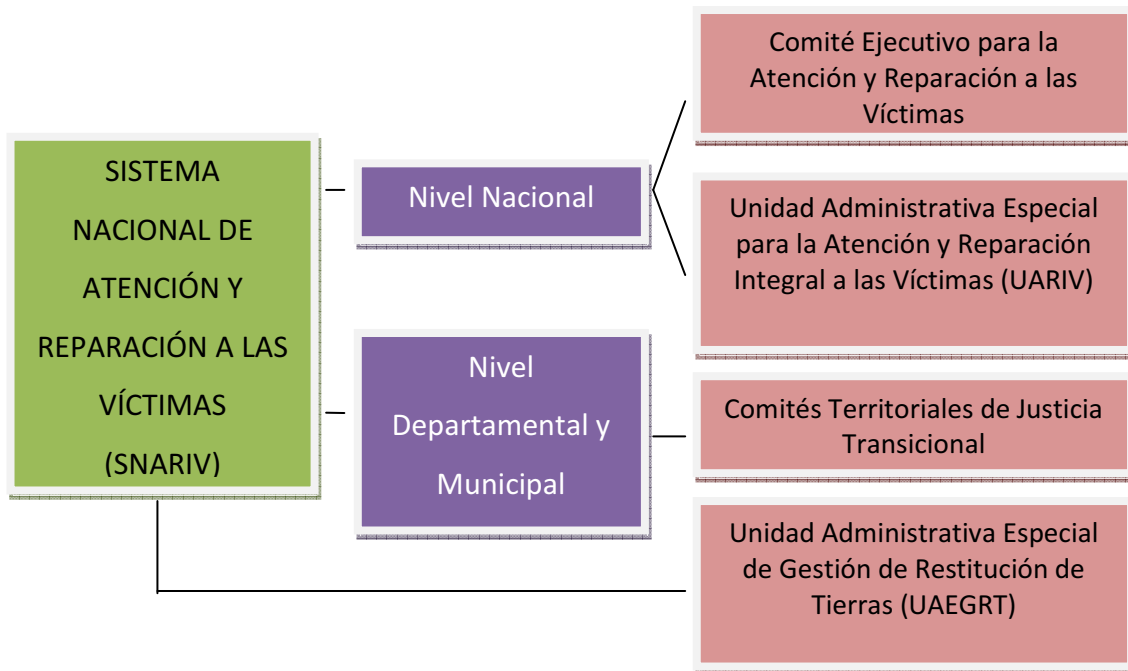 SISTEMA
NACIONAL DE
ATENCIÓN Y
REPARACIÓN A LAS
VÍCTIMAS
(SNARIV)
Nivel Nacional
Comité Ejecutivo para la
Atención y Reparación a las
Víctimas
Unidad Administrativa Especial
para la Atención y Reparación
Integral a las Víctimas (UARIV)
Nivel
Departamental y
Municipal
Comités Territoriales de Justicia
Transicional
Unidad Administrativa Especial
de Gestión de Restitución de
Tierras (UAEGRT)